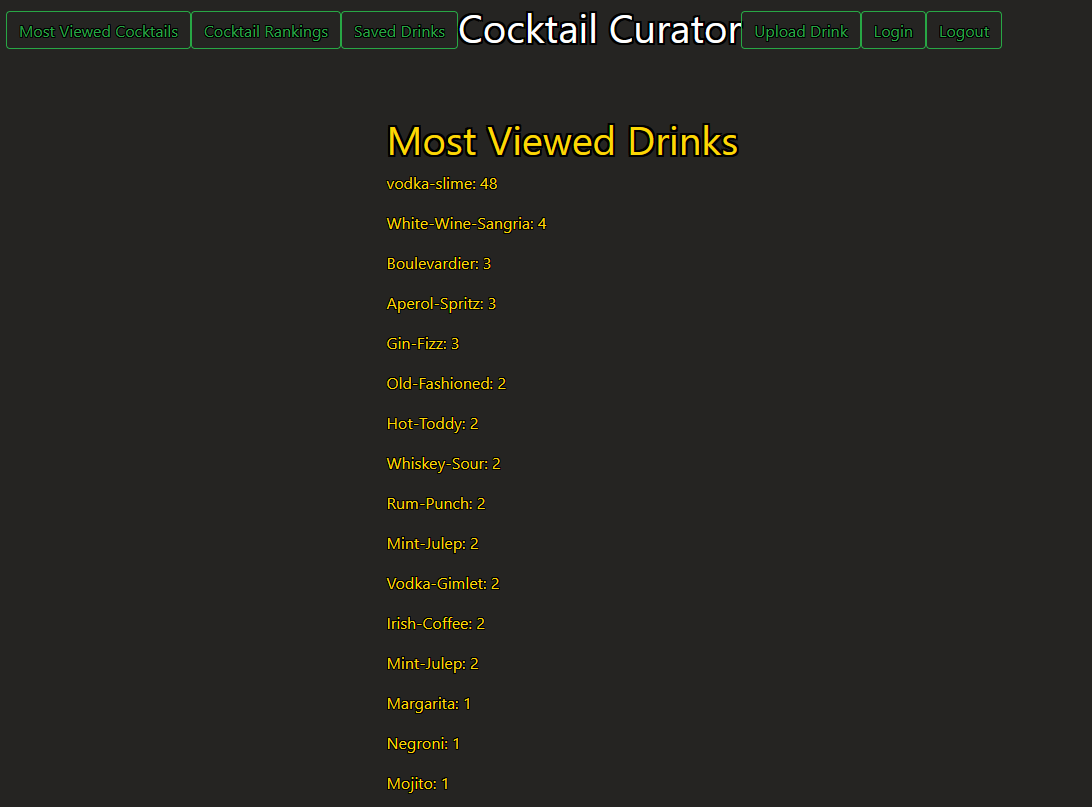 Most Viewed Cocktails Cocktail Rankings Saved Drinks Cocktail Curator Upload Drink Login Logout
Most Viewed Drinks
vodka-slime: 48
White-Wine-Sangria: 4
Boulevardier: 3
Aperol-Spritz: 3
Gin-Fizz: 3
Old-Fashioned: 2
Hot-Toddy: 2
Whiskey-Sour: 2
Rum-Punch: 2
Mint-Julep: 2
Vodka-Gimlet: 2
Irish-Coffee: 2
Mint-Julep: 2
Margarita: 1
Negroni: 1
Mojito: 1